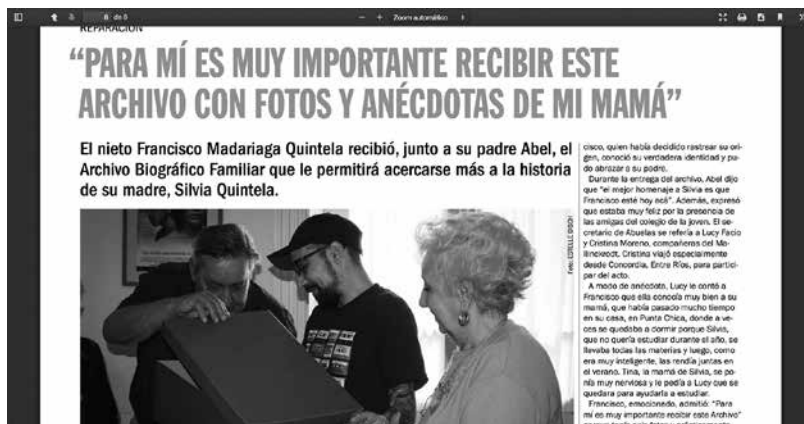 8 de 8
Zoom automático
REPARACIÓN
“PARA MÍ ES MUY IMPORTANTE RECIBIR ESTE
ARCHIVO CON FOTOS Y ANÉCDOTAS DE MI MAMÁ”
El nieto Francisco Madariaga Quintela recibió, junto a su padre Abel, el
Archivo Biográfico Familiar que le permitirá acercarse más a la historia
de su madre, Silvia Quintela.
cisco, quien había decidido rastrear su ori-
gen, conoció su verdadera identidad y pu-
do abrazar a su padre.
Durante la entrega del archivo, Abel dijo
que “el mejor homenaje a Silvia es que
Francisco esté hoy acá”. Además, expresó
que estaba muy feliz por la presencia de
las amigas del colegio de la joven. El se-
cretario de Abuelas se refería a Lucy Facio
y Cristina Moreno, compañeras del Ma-
llinckrodt. Cristina viajó especialmente
desde Concordia, Entre Ríos, para partici-
par del acto.
A modo de anécdota, Lucy le contó a
Francisco que ella conocía muy bien a su
mamá, que había pasado mucho tiempo
en su casa, en Punta Chica, donde a ve-
ces se quedaba a dormir porque Silvia,
que no quería estudiar durante el año, se
llevaba todas las materias y luego, como
era muy inteligente, las rendía juntas en
el verano. Tina, la mamá de Silvia, se po-
nía muy nerviosa y le pedía a Lucy que se
quedara para ayudarla a estudiar.
Francisco, emocionado, admitió: “Para
mí es muy importante recibir este Archivo”